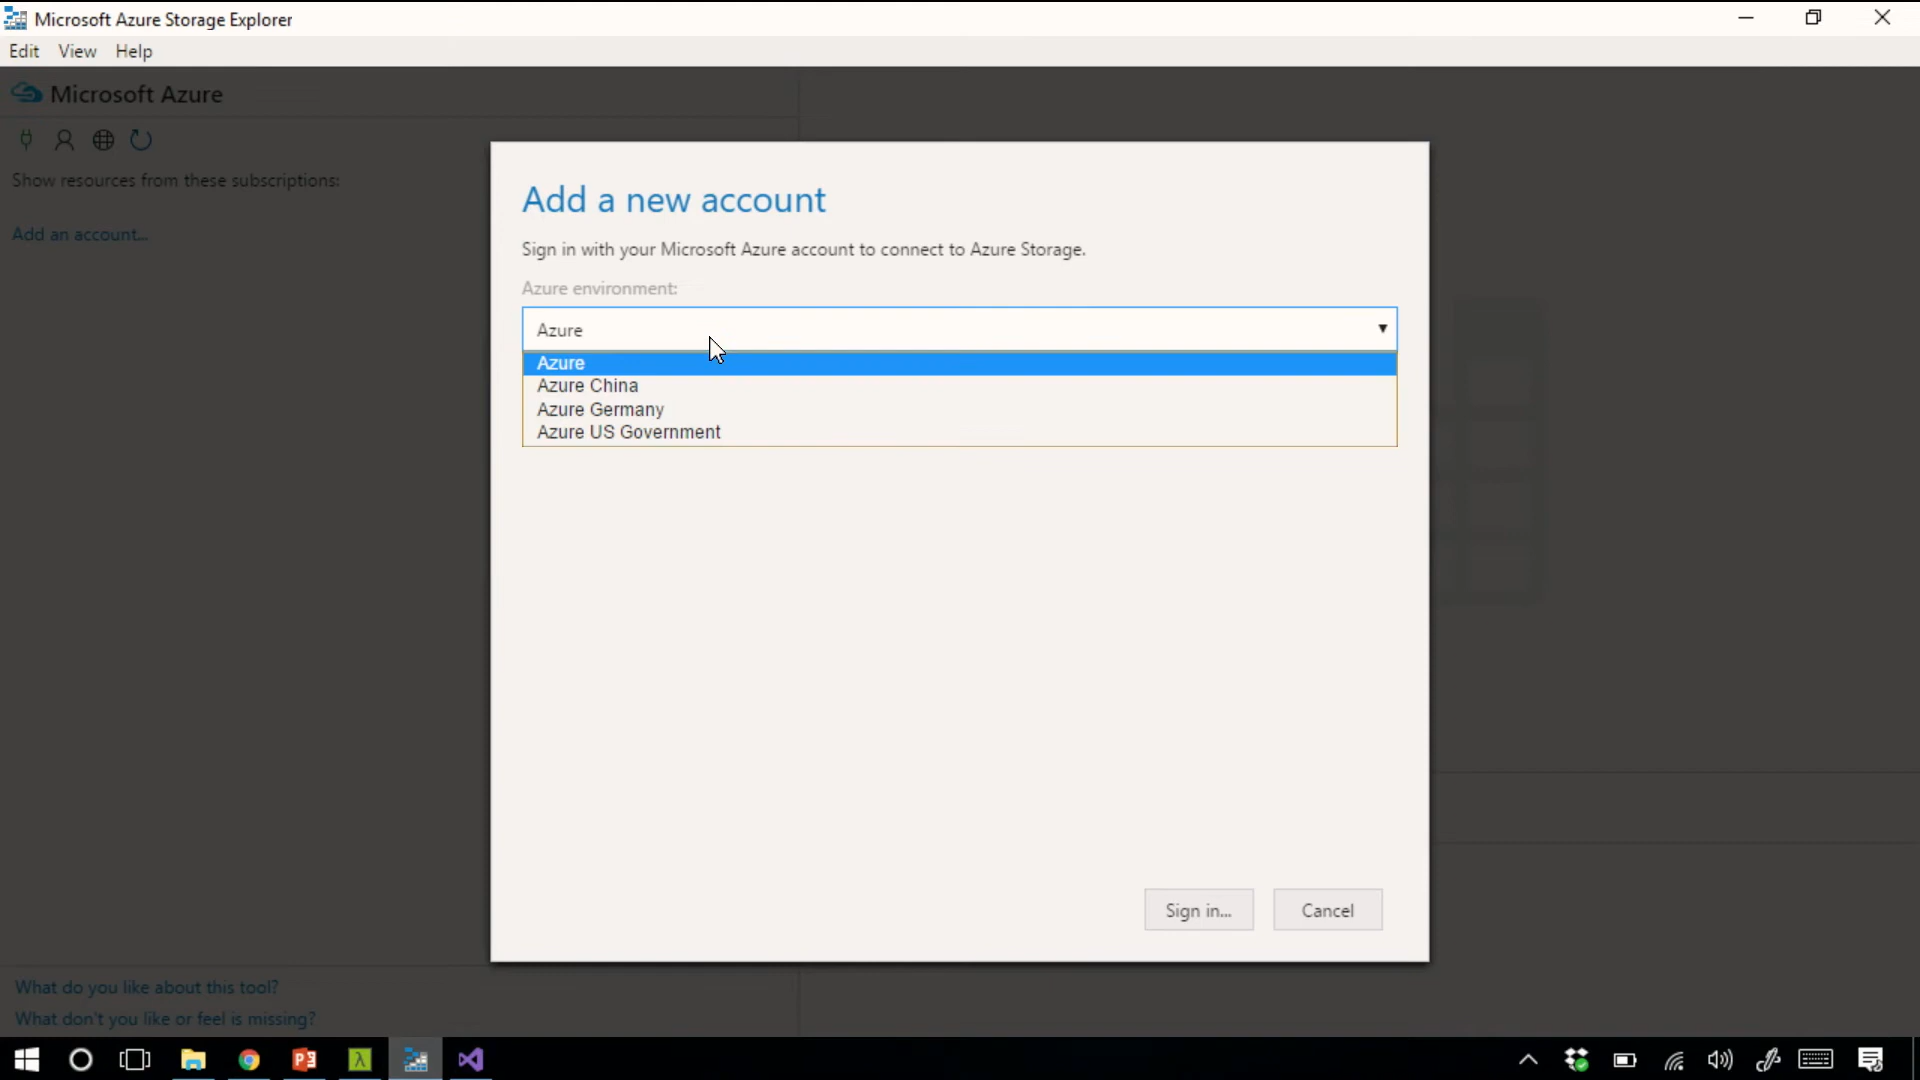 Microsoft Azure Storage Explorer
Edit View Help
Microsoft Azure
Show resources from these subscriptions:
Add an account...
Add a new account
Sign in with your Microsoft Azure account to connect to Azure Storage.
Azure environment:
Azure
Azure
Azure China
Azure Germany
Azure US Government
Sign in...
Cancel
What do you like about this tool?
What don't you like or feel is missing?